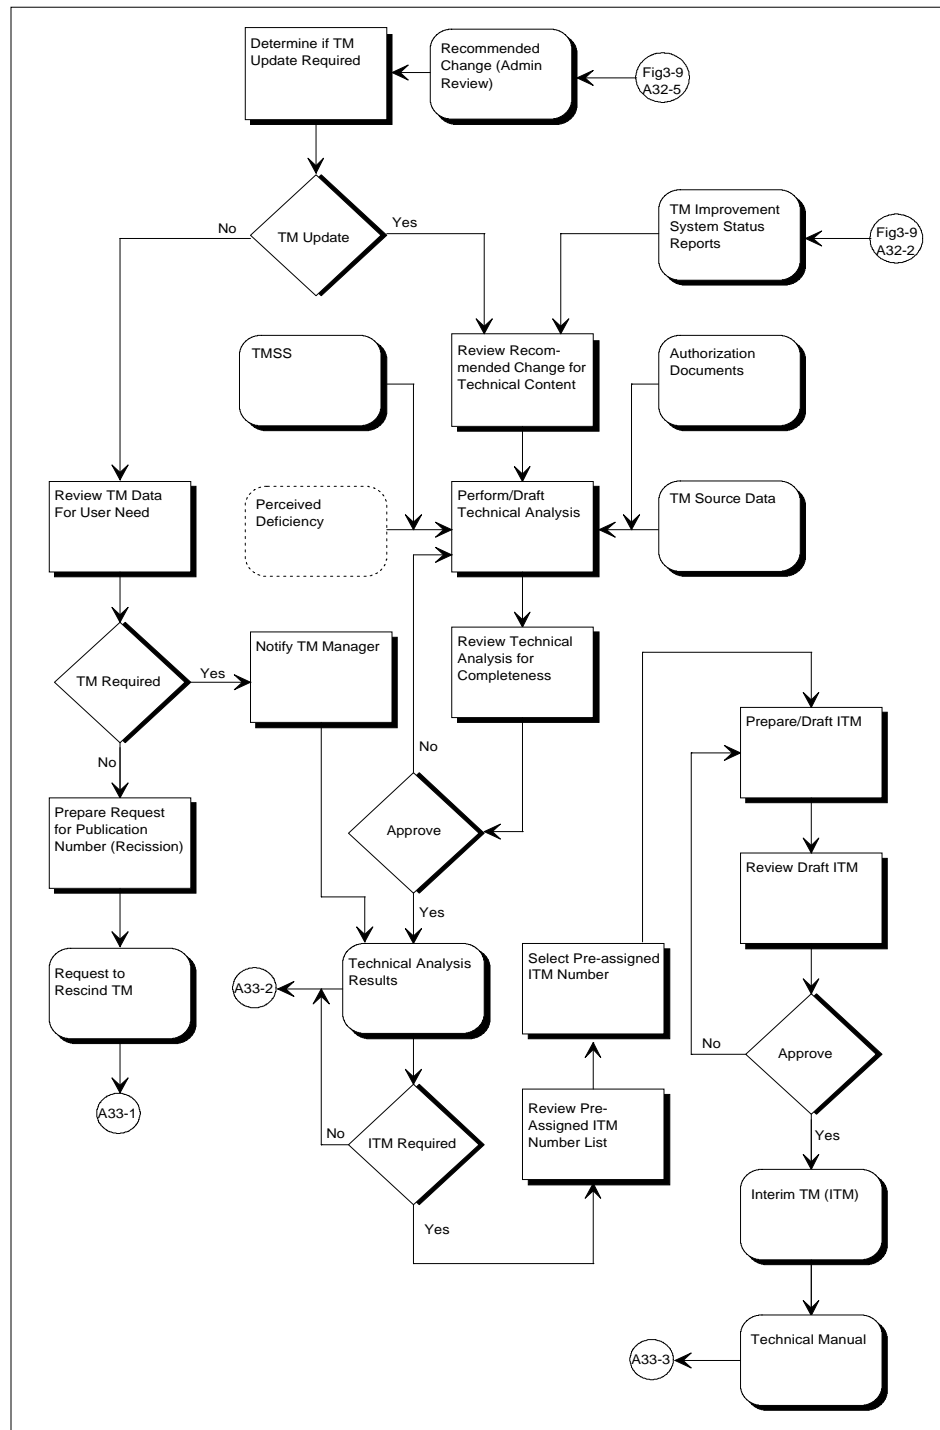 Determine if TM
Update Required
Recommended
Change (Admin
Review)
Fig3-9
A32-5
TM Update
No
Yes
TM Improvement
System Status
Reports
Fig3-9
A32-2
TMSS
Review Recom-
mended Change for
Technical Content
Authorization
Documents
Review TM Data
For User Need
Perceived
Deficiency
Perform/Draft
Technical Analysis
TM Source Data
TM Required
Yes
No
Notify TM Manager
Review Technical
Analysis for
Completeness
Prepare/Draft ITM
Prepare Request
for Publication
Number (Recission)
No
Approve
Yes
Review Draft ITM
Request to
Rescind TM
A33-2
Technical Analysis
Results
Select Pre-assigned
ITM Number
No
Approve
Yes
A33-1
No
ITM Required
Yes
Review Pre-
Assigned ITM
Number List
Interim TM (ITM)
A33-3
Technical Manual